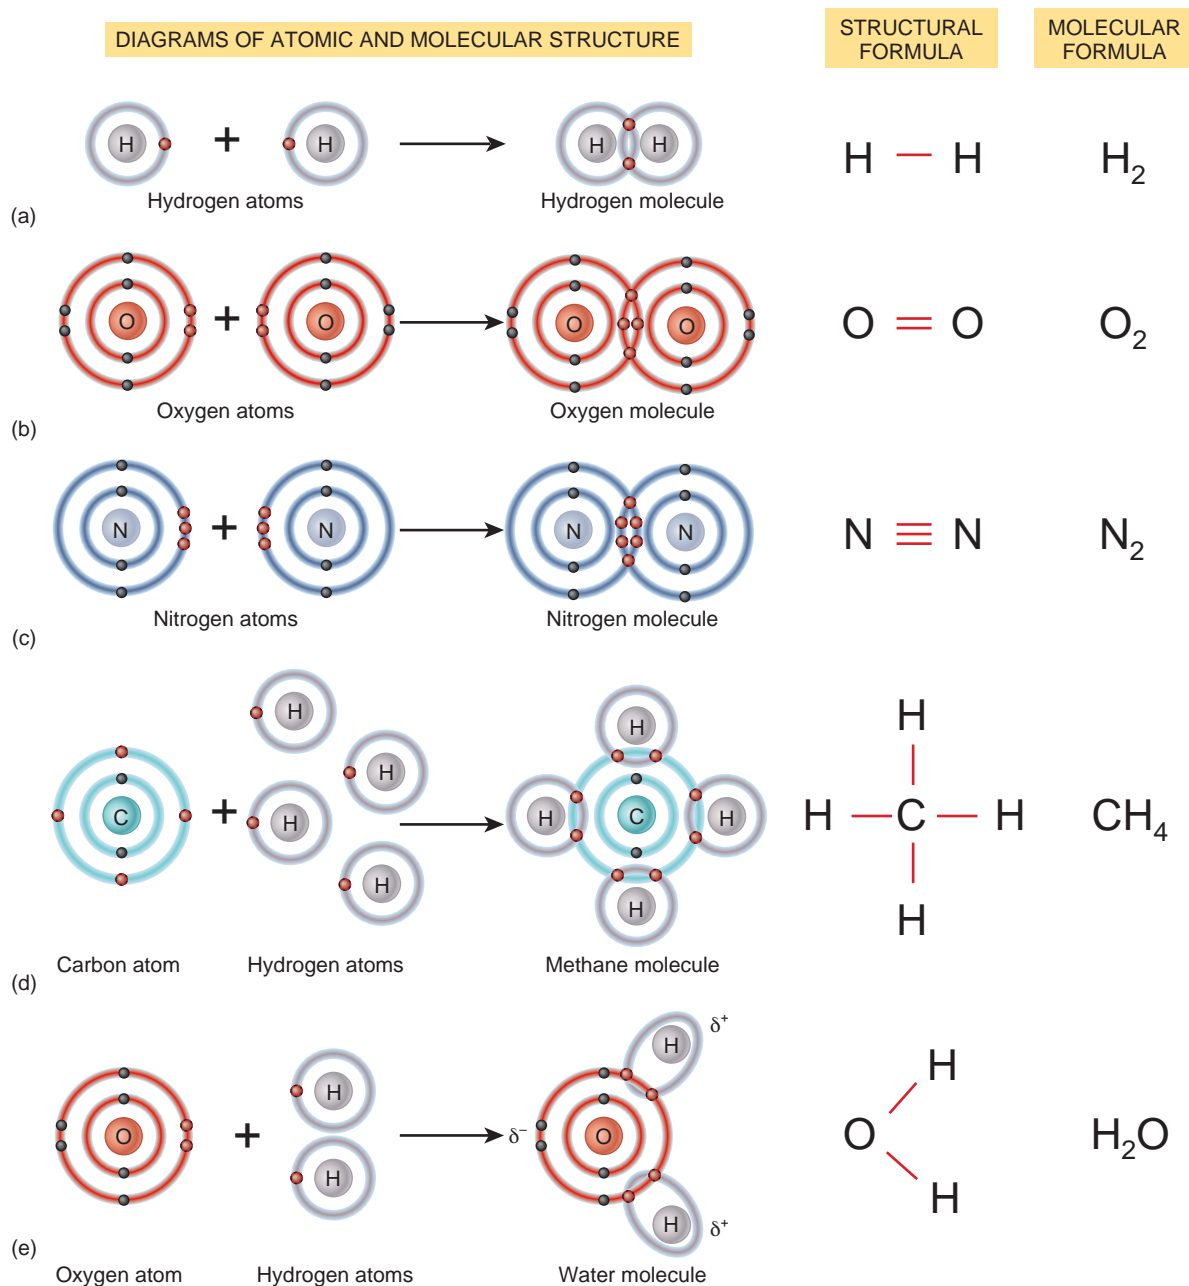 DIAGRAMS OF ATOMIC AND MOLECULAR STRUCTURE
STRUCTURAL
FORMULA
MOLECULAR
FORMULA
H + H H H
Hydrogen atoms
Hydrogen molecule
H — H
H₂
(a)
O + O O O
Oxygen atoms
Oxygen molecule
O = O
O₂
(b)
N + N N N
Nitrogen atoms
Nitrogen molecule
N ≡ N
N₂
(c)
C + H H H H
H
H C H
H
H
H — C — H
H
CH₄
Carbon atom
Hydrogen atoms
Methane molecule
(d)
O + H H
δ⁻ O H δ⁺
H δ⁺
H
O
H
H₂O
(e)
Oxygen atom
Hydrogen atoms
Water molecule